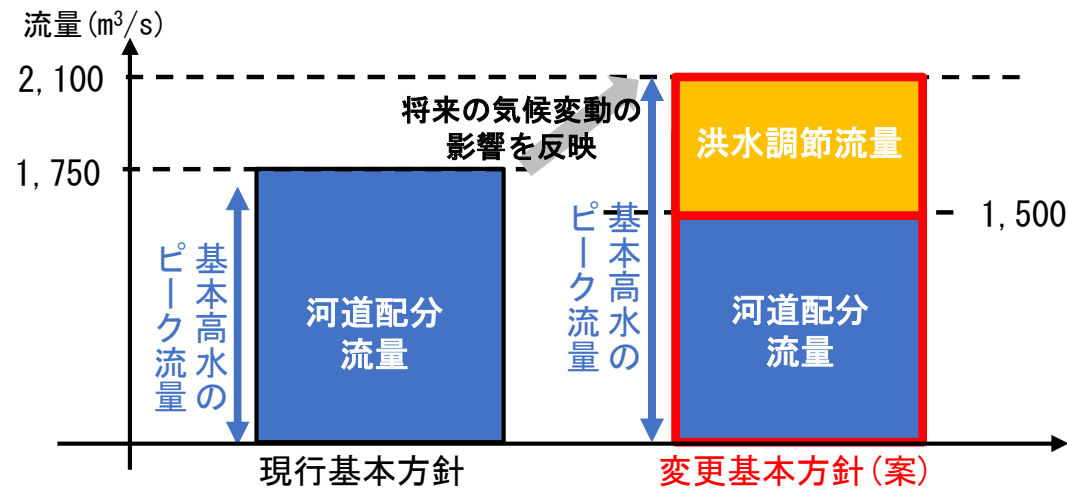 流量(m³/s)
2,100
将来の気候変動の
影響を反映
洪水調節流量
1,750
1,500
基本高水の
ピーク流量
河道配分
流量
基本高水の
ピーク流量
河道配分
流量
現行基本方針
変更基本方針(案)